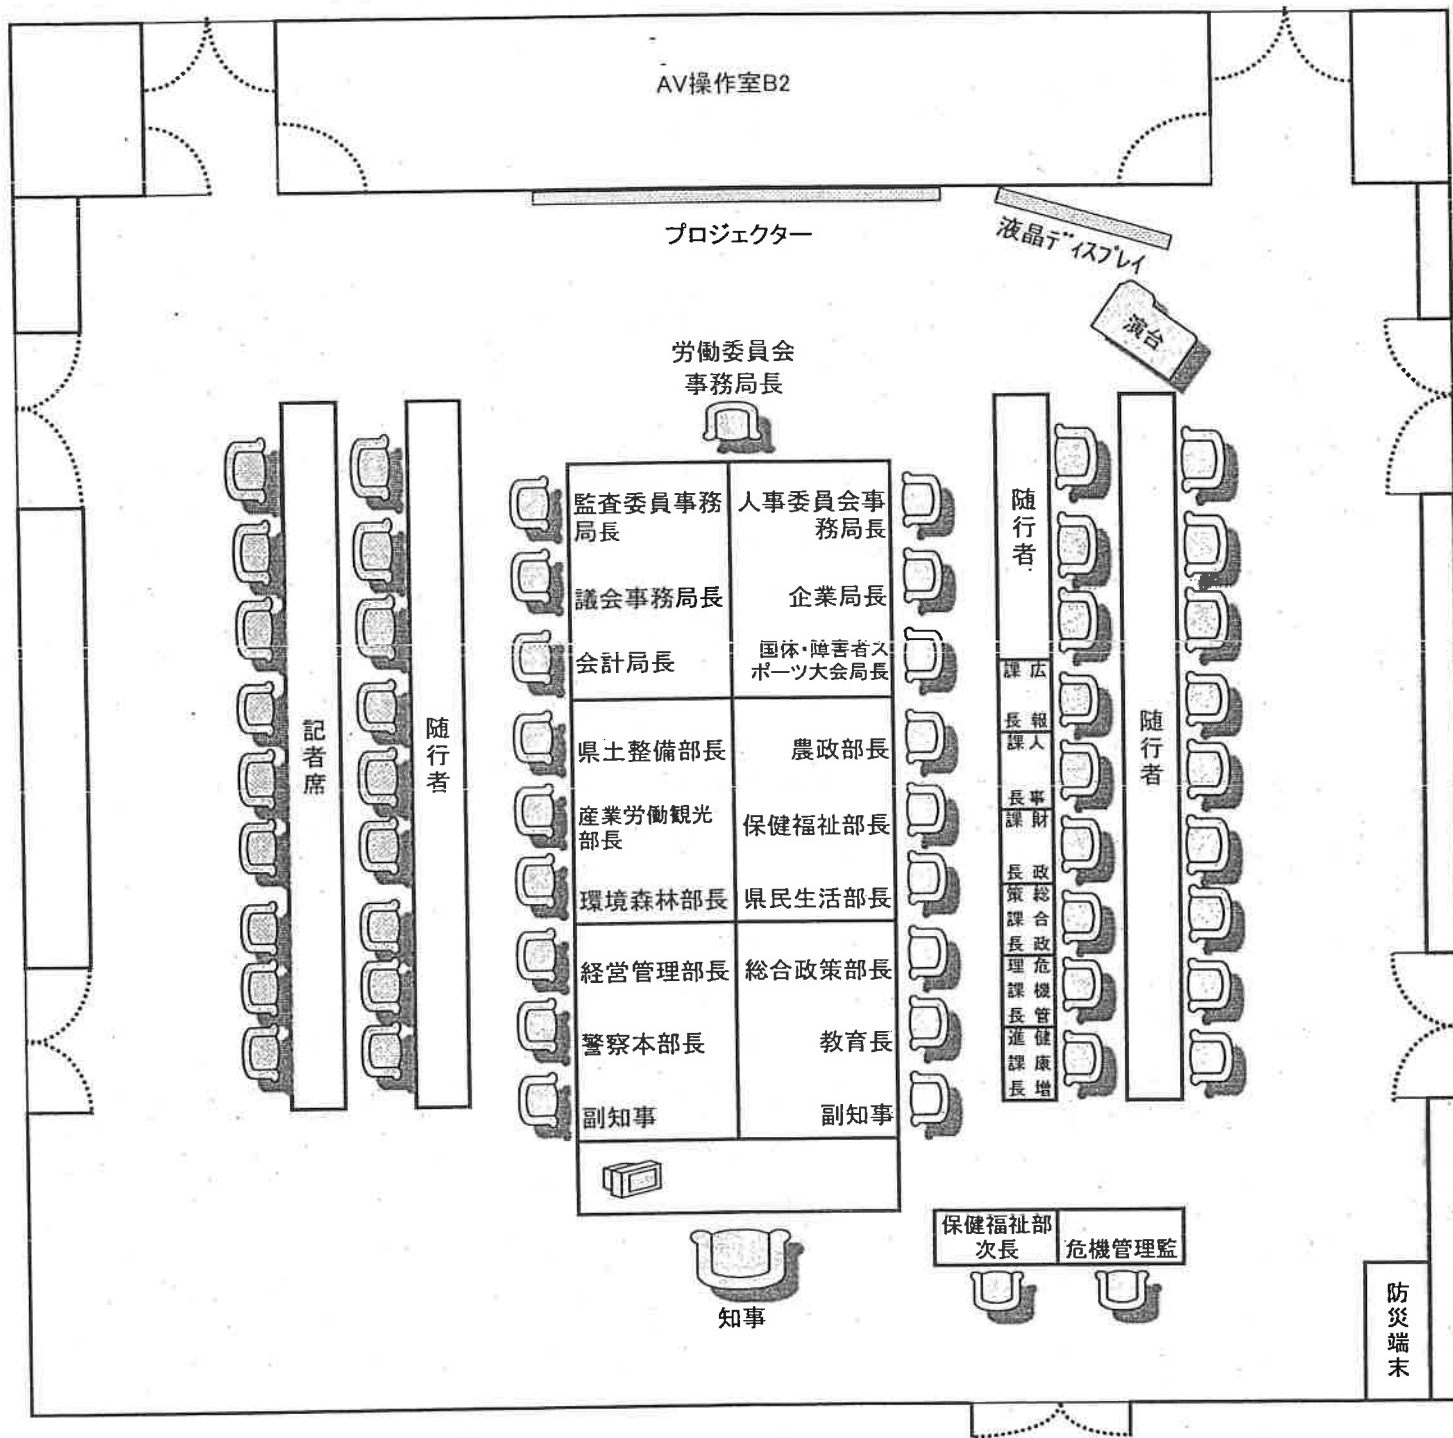 AV操作室B2
プロジェクター
液晶ディスプレイ
演台
労働委員会
事務局長
監査委員事務
局長
人事委員会事
務局長
議会事務局長
企業局長
会計局長
国体・障害者ス
ポーツ大会局長
県土整備部長
農政部長
産業労働観光
部長
保健福祉部長
環境森林部長
県民生活部長
経営管理部長
総合政策部長
警察本部長
教育長
副知事
副知事
知事
記者席
随行者
随行者
広報
課長
人事
課長
財政
課長
総合政
策課長
危機管
理課長
健康増
進課長
随行者
保健福祉部
次長
危機管理監
防災端末